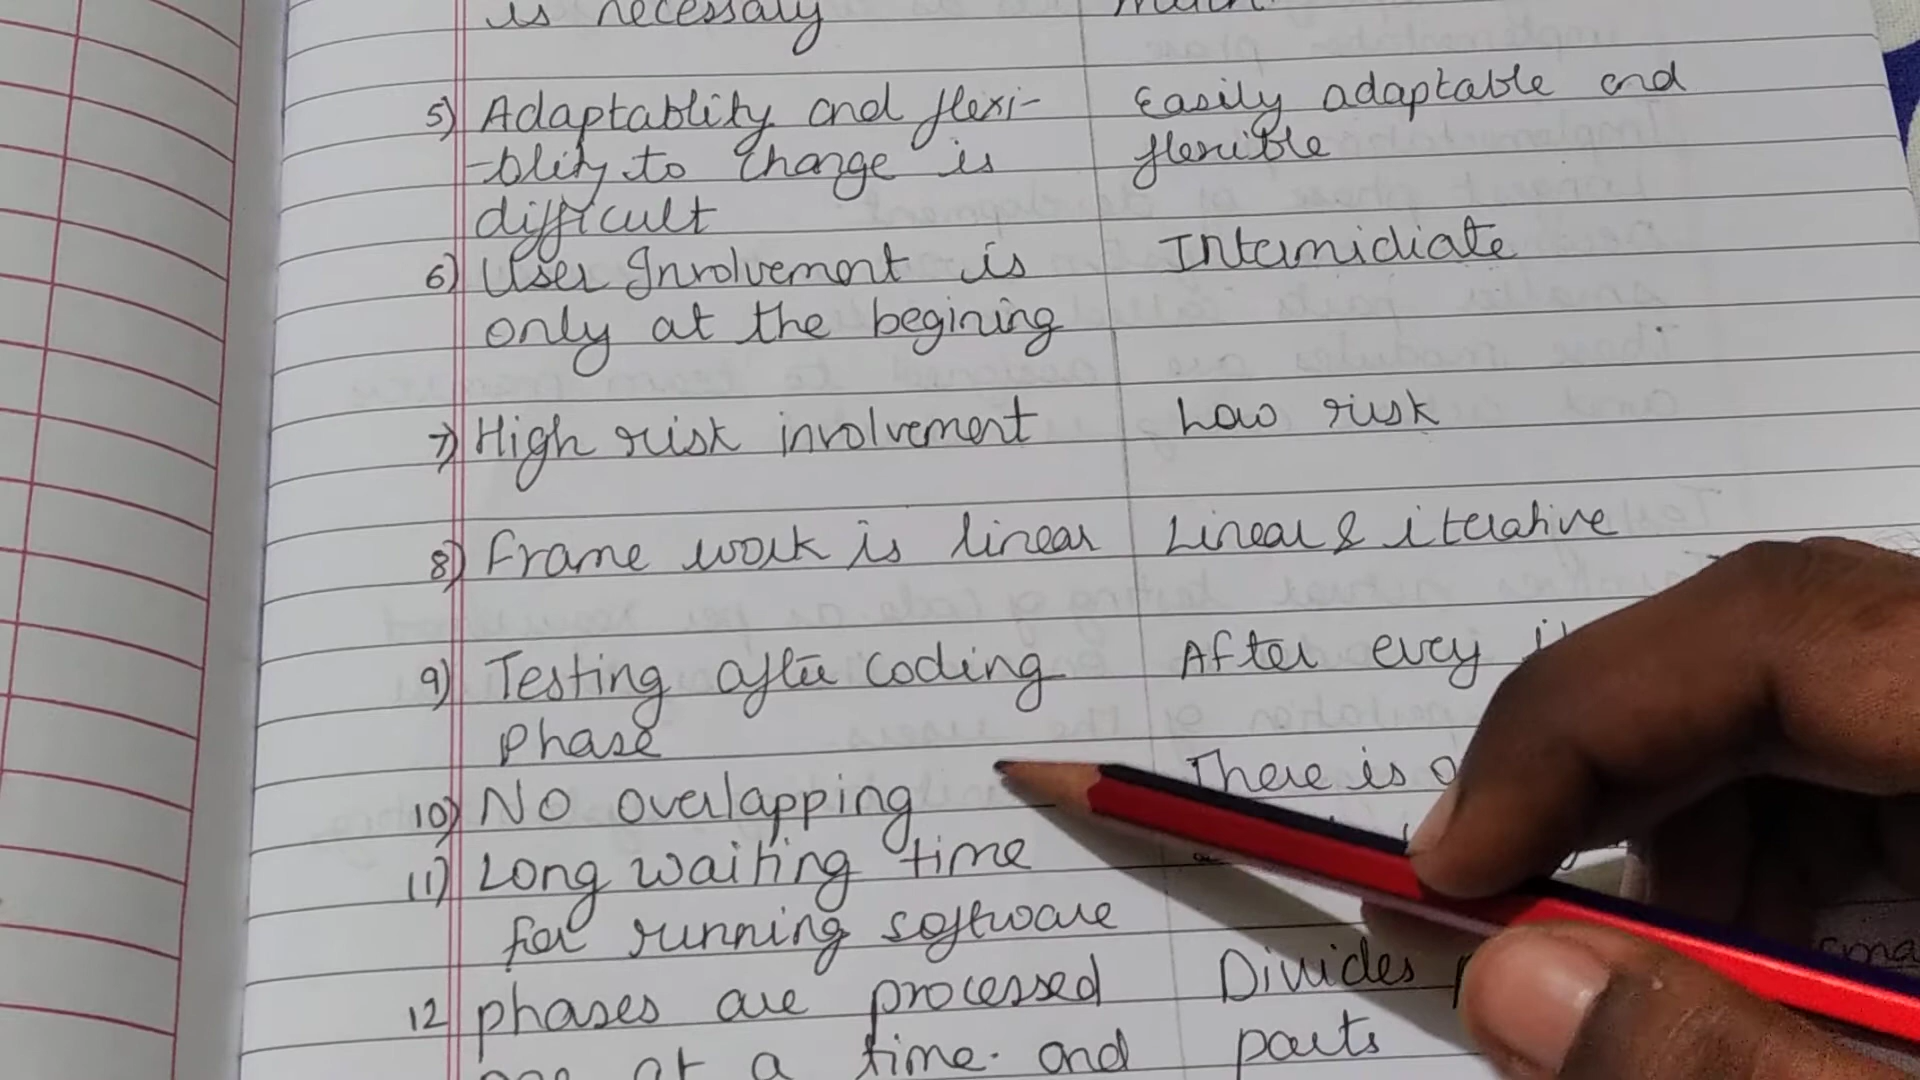 is necessary
5) Adaptablity and flexi-
-blity to change is
difficult
Easily adaptable and
flexible
6) User Involvement is
only at the begining
Intermidiate
7) High risk involvement
Low risk
8) Frame work is linear
Linear & iterative
9) Testing after coding
phase
After every
10) No overlapping
There is
11) Long waiting time
for running software
12 phases are processed
one at a time. and
Divides
parts